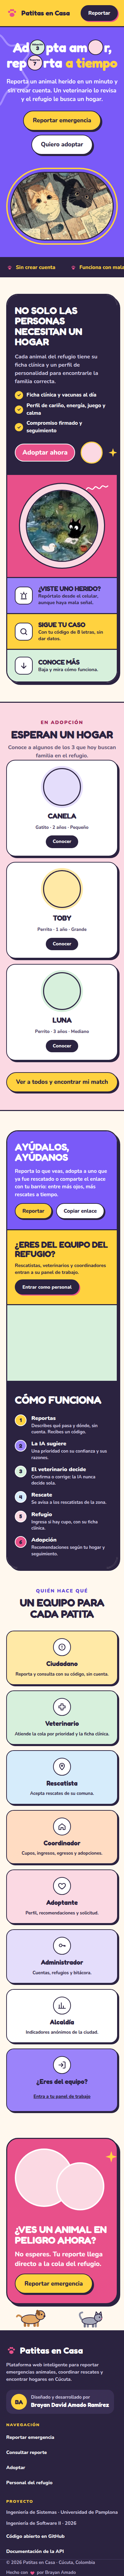 Patitas en Casa
Reportar
Adopta am r,
rep rta a tiempo
Reporta un animal herido en un minuto y
sin crear cuenta. Un veterinario lo revisa
y el refugio lo busca un hogar.
Reportar emergencia
Quiero adoptar
Sin crear cuenta
Funciona con mala
NO SOLO LAS
PERSONAS
NECESITAN UN
HOGAR
Cada animal del refugio tiene su
ficha clínica y un perfil de
personalidad para encontrarle la
familia correcta.
Ficha clínica y vacunas al día
Perfil de cariño, energía, juego y
calma
Compromiso firmado y
seguimiento
Adoptar ahora
¿VISTE UNO HERIDO?
Repórtalo desde el celular,
aunque haya mala señal.
SIGUE TU CASO
Con tu código de 8 letras, sin
dar datos.
CONOCE MÁS
Baja y mira cómo funciona.
EN ADOPCIÓN
ESPERAN UN HOGAR
Conoce a algunos de los 3 que hoy buscan
familia en el refugio.
CANELA
Gatito · 2 años · Pequeño
Conocer
TOBY
Perrito · 1 año · Grande
Conocer
LUNA
Perrito · 3 años · Mediano
Conocer
Ver a todos y encontrar mi match
AYÚDALOS,
AYÚDANOS
Reporta lo que veas, adopta a uno que
ya fue rescatado o comparte el enlace
con tu barrio: entre más ojos, más
rescates a tiempo.
Reportar
Copiar enlace
¿ERES DEL EQUIPO DEL
REFUGIO?
Rescatistas, veterinarios y coordinadores
entran a su panel de trabajo.
Entrar como personal
CÓMO FUNCIONA
1
Reportas
Describes qué pasa y dónde, sin
cuenta. Recibes un código.
2
La IA sugiere
Una prioridad con su confianza y sus
razones.
3
El veterinario decide
Confirma o corrige: la IA nunca
decide sola.
4
Rescate
Se avisa a los rescatistas de la zona.
5
Refugio
Ingresa si hay cupo, con su ficha
clínica.
6
Adopción
Recomendaciones según tu hogar y
seguimiento.
QUIÉN HACE QUÉ
UN EQUIPO PARA
CADA PATITA
Ciudadano
Reporta y consulta con su código, sin cuenta.
Veterinario
Atiende la cola por prioridad y la ficha clínica.
Rescatista
Acepta rescates de su comuna.
Coordinador
Cupos, ingresos, egresos y adopciones.
Adoptante
Perfil, recomendaciones y solicitud.
Administrador
Cuentas, refugios y bitácora.
Alcaldía
Indicadores anónimos de la ciudad.
¿Eres del equipo?
Entra a tu panel de trabajo
¿VES UN ANIMAL EN
PELIGRO AHORA?
No esperes. Tu reporte llega
directo a la cola del refugio.
Reportar emergencia
Patitas en Casa
Plataforma web inteligente para reportar
emergencias animales, coordinar rescates y
encontrar hogares en Cúcuta.
BA
Diseñado y desarrollado por
Brayan David Amado Ramírez
NAVEGACIÓN
Reportar emergencia
Consultar reporte
Adoptar
Personal del refugio
PROYECTO
Ingeniería de Sistemas · Universidad de Pamplona
Ingeniería de Software II · 2026
Código abierto en GitHub
Documentación de la API
© 2026 Patitas en Casa · Cúcuta, Colombia
Hecho con por Brayan Amado